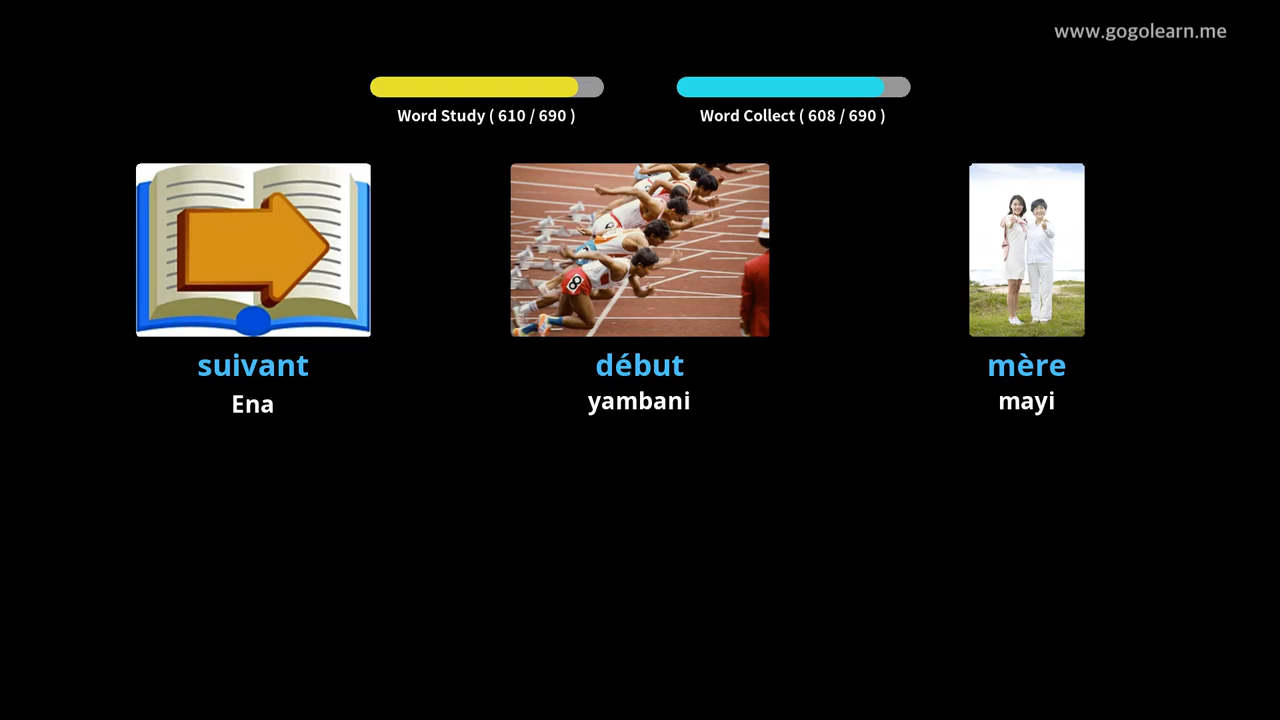 www.gogolearn.me
Word Study ( 610 / 690 )
Word Collect ( 608 / 690 )
suivant
Ena
début
yambani
mère
mayi